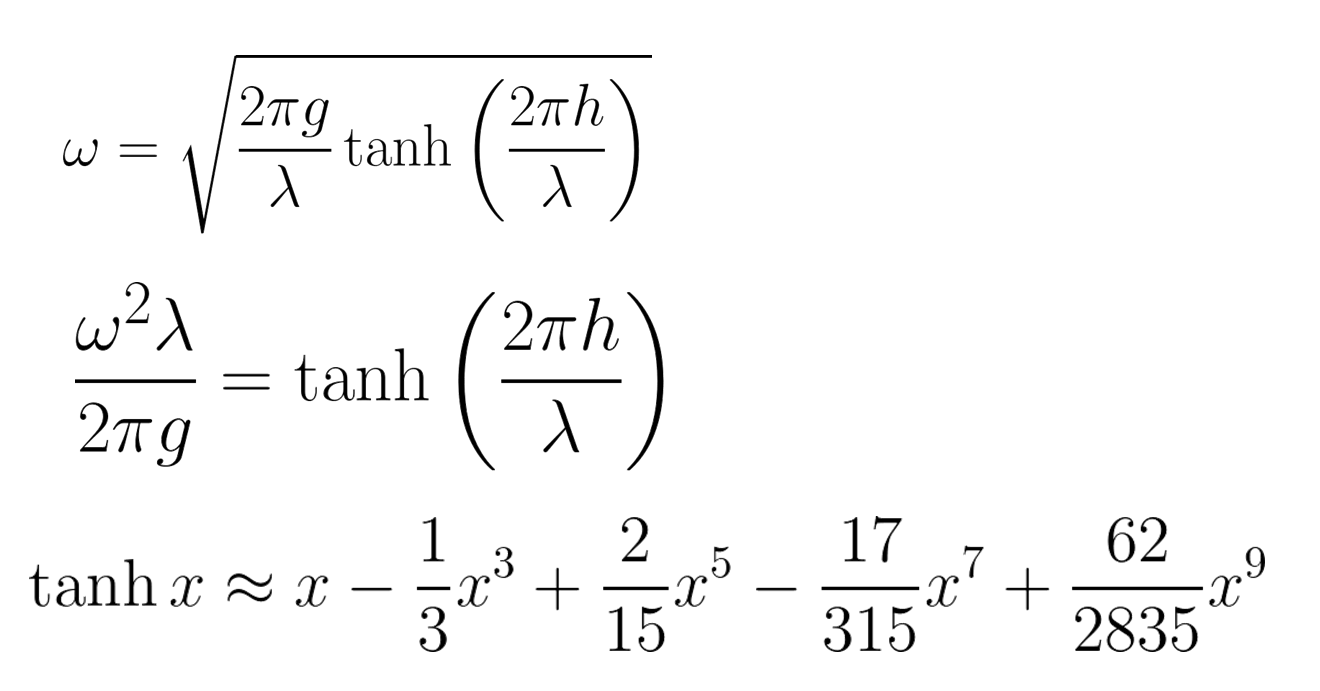 ω = √(2πg/λ tanh(2πh/λ))
ω²λ/2πg = tanh(2πh/λ)
tanh x ≈ x − 1/3 x³ + 2/15 x⁵ − 17/315 x⁷ + 62/2835 x⁹